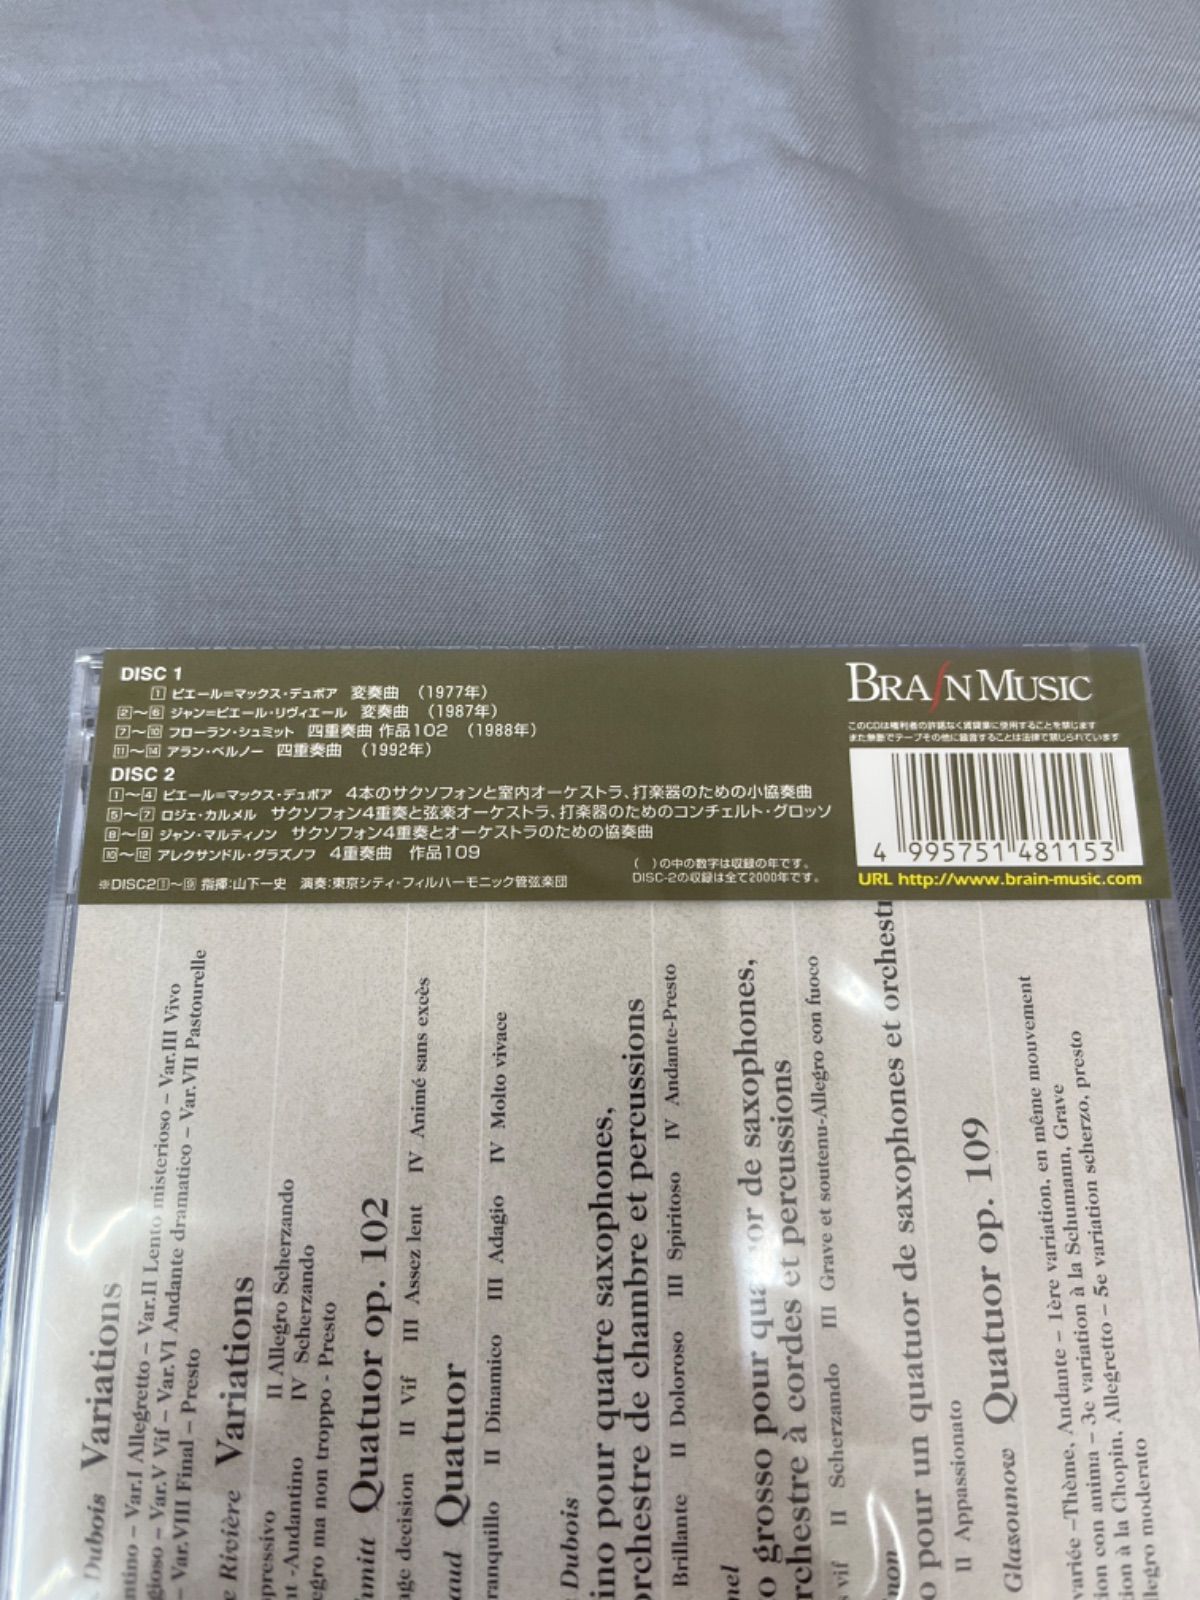 DISC 1
1 ピエール=マックス・デュボア 変奏曲 (1977年)
2～6 ジャン=ピエール・リヴィエール 変奏曲 (1987年)
7～10 フローラン・シュミット 四重奏曲 作品102 (1988年)
11～14 アラン・ベルノー 四重奏曲 (1992年)
DISC 2
1～4 ピエール=マックス・デュボア 4本のサクソフォンと室内オーケストラ、打楽器のための小協奏曲
5～7 ロジェ・カルメル サクソフォン4重奏と弦楽オーケストラ、打楽器のためのコンチェルト・グロッソ
8～9 ジャン・マルティノン サクソフォン4重奏とオーケストラのための協奏曲
10～12 アレクサンドル・グラズノフ 4重奏曲 作品109
※DISC2 1～9 指揮:山下一史 演奏:東京シティ・フィルハーモニック管弦楽団
( )の中の数字は収録の年です。
DISC-2の収録は全て2000年です。
BRAIN MUSIC
このCDは権利者の許諾なく賃貸業に使用することを禁じます
また無断でテープその他に録音することは法律で禁じられています
4 995751 481153
URL http://www.brain-music.com
Dubois Variations
ntino – Var.I Allegretto – Var.II Lento misterioso – Var.III Vivo
gioso – Var.V Vif – Var.VI Andante dramatico – Var.VII Pastourelle
– Var.VIII Final – Presto
e Rivière Variations
pressivo II Allegro Scherzando
nt -Andantino IV Scherzando
egro ma non troppo - Presto
mitt Quatuor op. 102
age decision II Vif III Assez lent IV Animé sans excès
aud Quatuor
ranquillo II Dinamico III Adagio IV Molto vivace
Dubois
ino pour quatre saxophones,
orchestre de chambre et percussions
Brillante II Doloroso III Spiritoso IV Andante-Presto
mel
o grosso pour quatuor de saxophones,
rchestre à cordes et percussions
vif II Scherzando III Grave et soutenu-Allegro con fuoco
non
o pour un quatuor de saxophones et orchestr
II Appassionato
Glasounow Quatuor op. 109
variée –Thème, Andante – 1ère variation, en même mouvement
tion con anima – 3e variation à la Schumann, Grave
tion à la Chopin, Allegretto – 5e variation scherzo, presto
llegro moderato